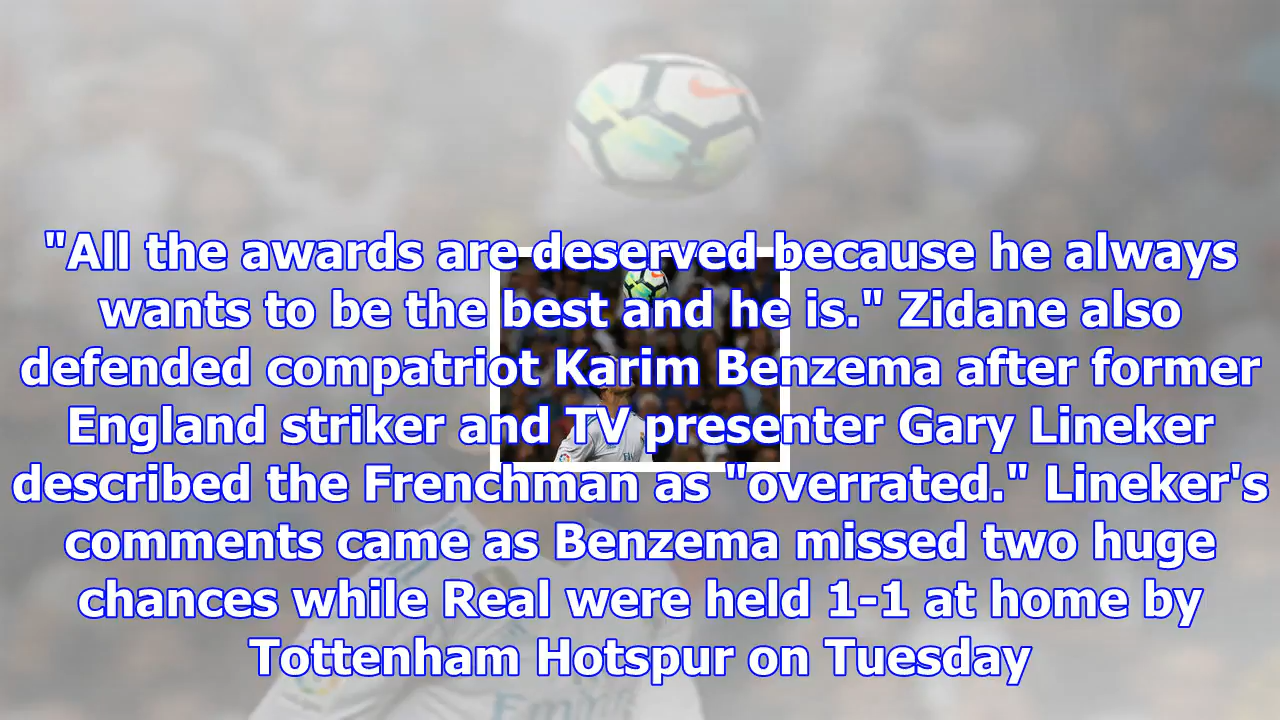 "All the awards are deserved because he always
wants to be the best and he is." Zidane also
defended compatriot Karim Benzema after former
England striker and TV presenter Gary Lineker
described the Frenchman as "overrated." Lineker's
comments came as Benzema missed two huge
chances while Real were held 1-1 at home by
Tottenham Hotspur on Tuesday